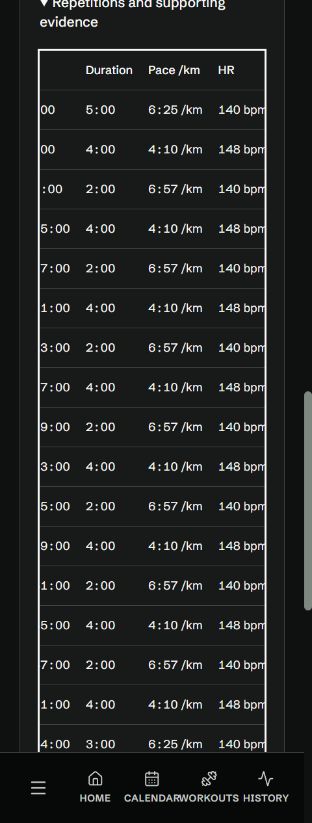 ▼ Repetitions and supporting
evidence
Duration Pace /km HR
00 5:00 6:25 /km 140 bpm
00 4:00 4:10 /km 148 bpm
:00 2:00 6:57 /km 140 bpm
5:00 4:00 4:10 /km 148 bpm
7:00 2:00 6:57 /km 140 bpm
1:00 4:00 4:10 /km 148 bpm
3:00 2:00 6:57 /km 140 bpm
7:00 4:00 4:10 /km 148 bpm
9:00 2:00 6:57 /km 140 bpm
3:00 4:00 4:10 /km 148 bpm
5:00 2:00 6:57 /km 140 bpm
9:00 4:00 4:10 /km 148 bpm
1:00 2:00 6:57 /km 140 bpm
5:00 4:00 4:10 /km 148 bpm
7:00 2:00 6:57 /km 140 bpm
1:00 4:00 4:10 /km 148 bpm
4:00 3:00 6:25 /km 140 bpm
HOME CALENDAR WORKOUTS HISTORY